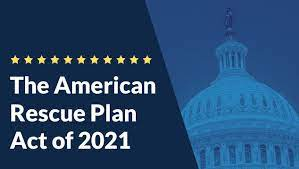 The American
Rescue Plan
Act of 2021